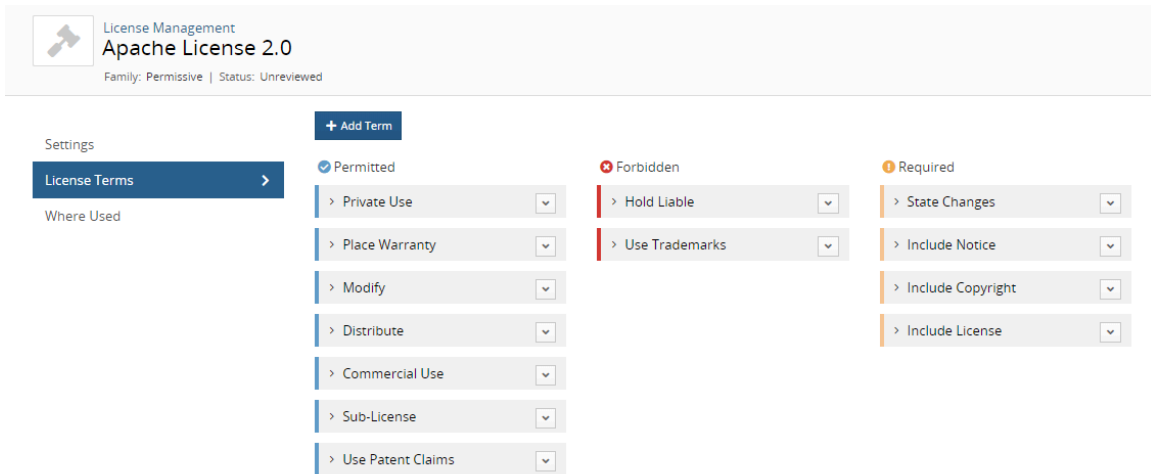 License Management
Apache License 2.0
Family: Permissive | Status: Unreviewed
Settings
License Terms
Where Used
+ Add Term
Permitted
Private Use
Place Warranty
Modify
Distribute
Commercial Use
Sub-License
Use Patent Claims
Forbidden
Hold Liable
Use Trademarks
Required
State Changes
Include Notice
Include Copyright
Include License